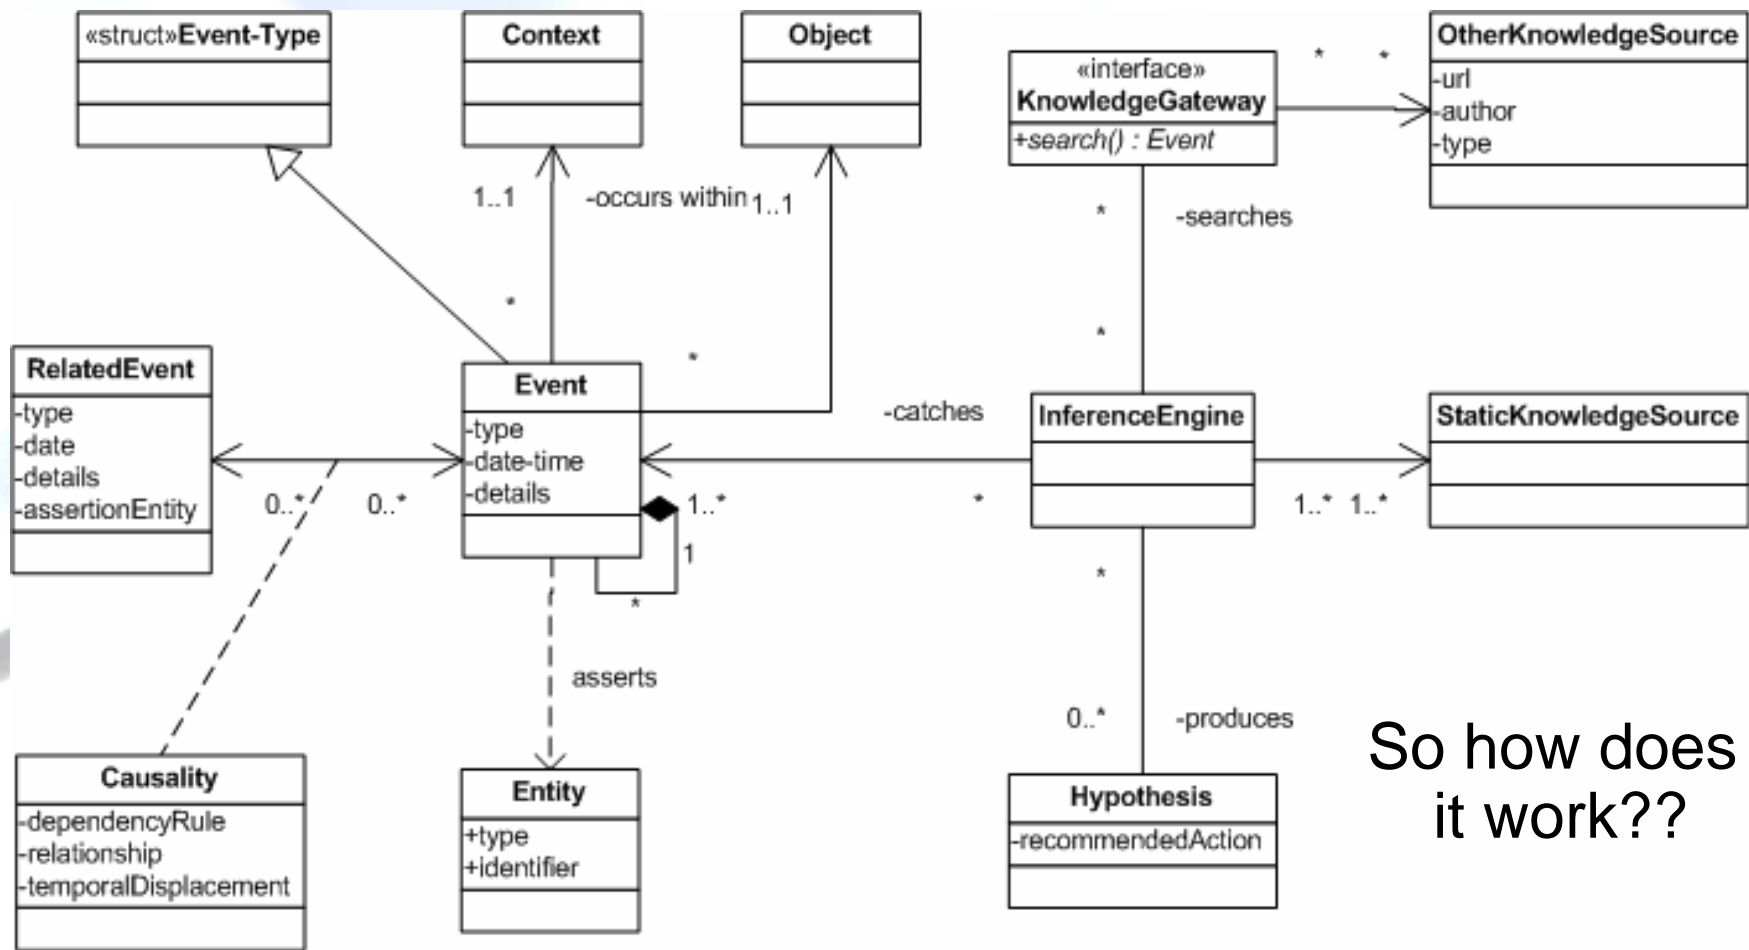 «struct»Event-Type
Context
Object
«interface»
KnowledgeGateway
+search() : Event
OtherKnowledgeSource
-url
-author
-type
*
*
1..1
-occurs within
1..1
*
-searches
*
*
*
RelatedEvent
-type
-date
-details
-assertionEntity
Event
-type
-date-time
-details
-catches
InferenceEngine
StaticKnowledgeSource
0..*
0..*
1..*
*
1..*
1..*
1
*
*
asserts
0..*
-produces
So how does
it work??
Causality
-dependencyRule
-relationship
-temporalDisplacement
Entity
+type
+identifier
Hypothesis
-recommendedAction